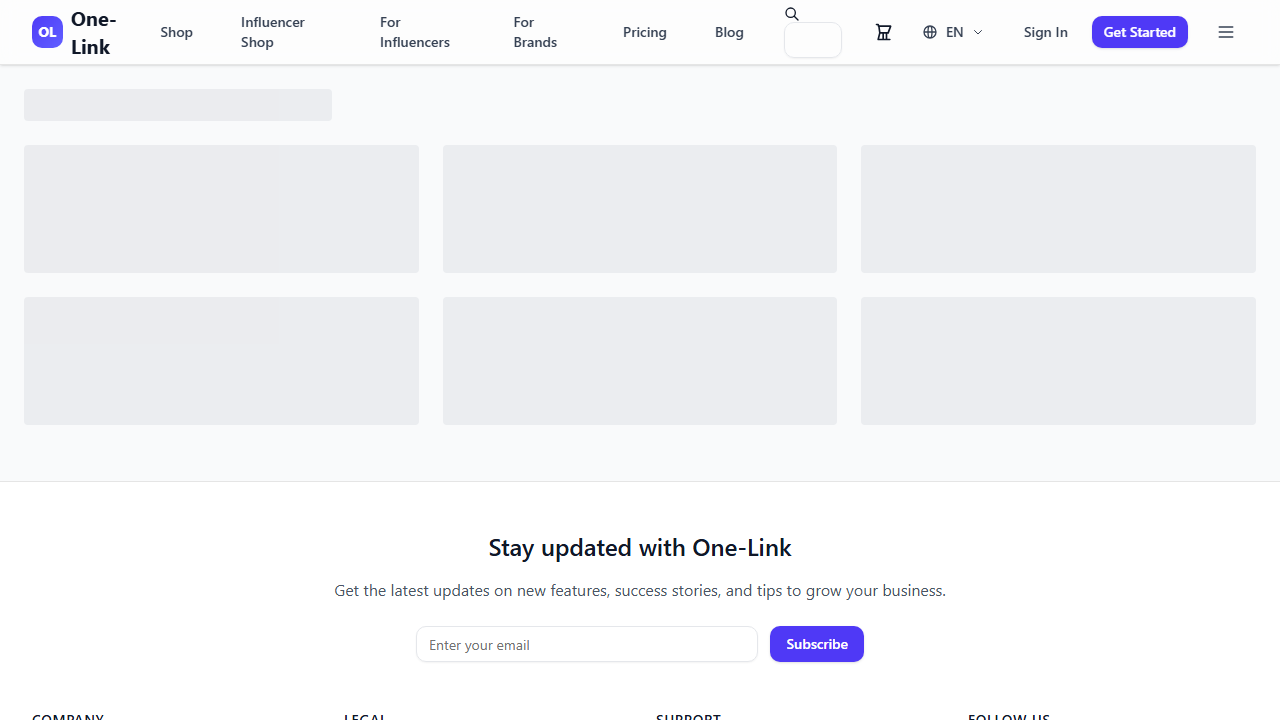 OL
One-
Link
Shop
Influencer
Shop
For
Influencers
For
Brands
Pricing
Blog
EN
Sign In
Get Started
Stay updated with One-Link
Get the latest updates on new features, success stories, and tips to grow your business.
Enter your email
Subscribe
COMPANY
LEGAL
SUPPORT
FOLLOW US